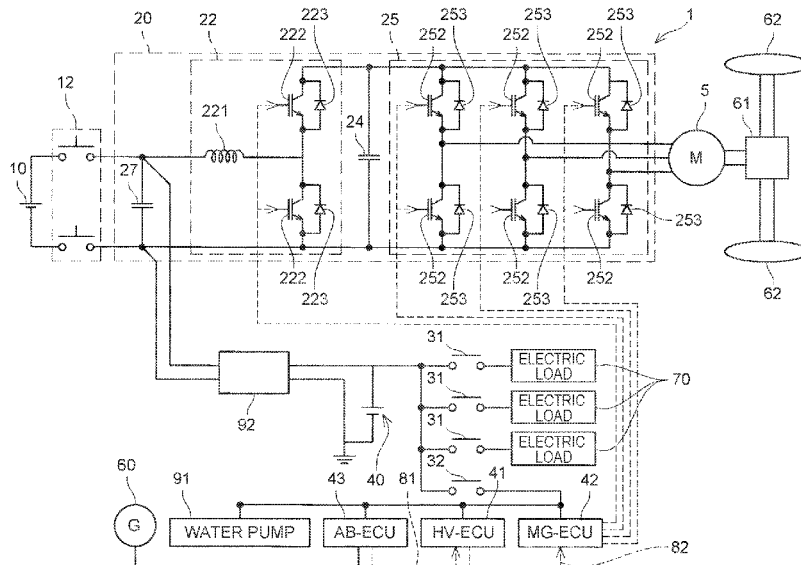 20 22 222 223 25 252 253 252 253 252 253 1 62
12 5 61
221 24
10 27 M
222 223 252 253 252 253 252 253 62
31 ELECTRIC LOAD
31 ELECTRIC LOAD 70
31 ELECTRIC LOAD
92 40 32
60 91 43 81 41 42
G WATER PUMP AB-ECU HV-ECU MG-ECU
82